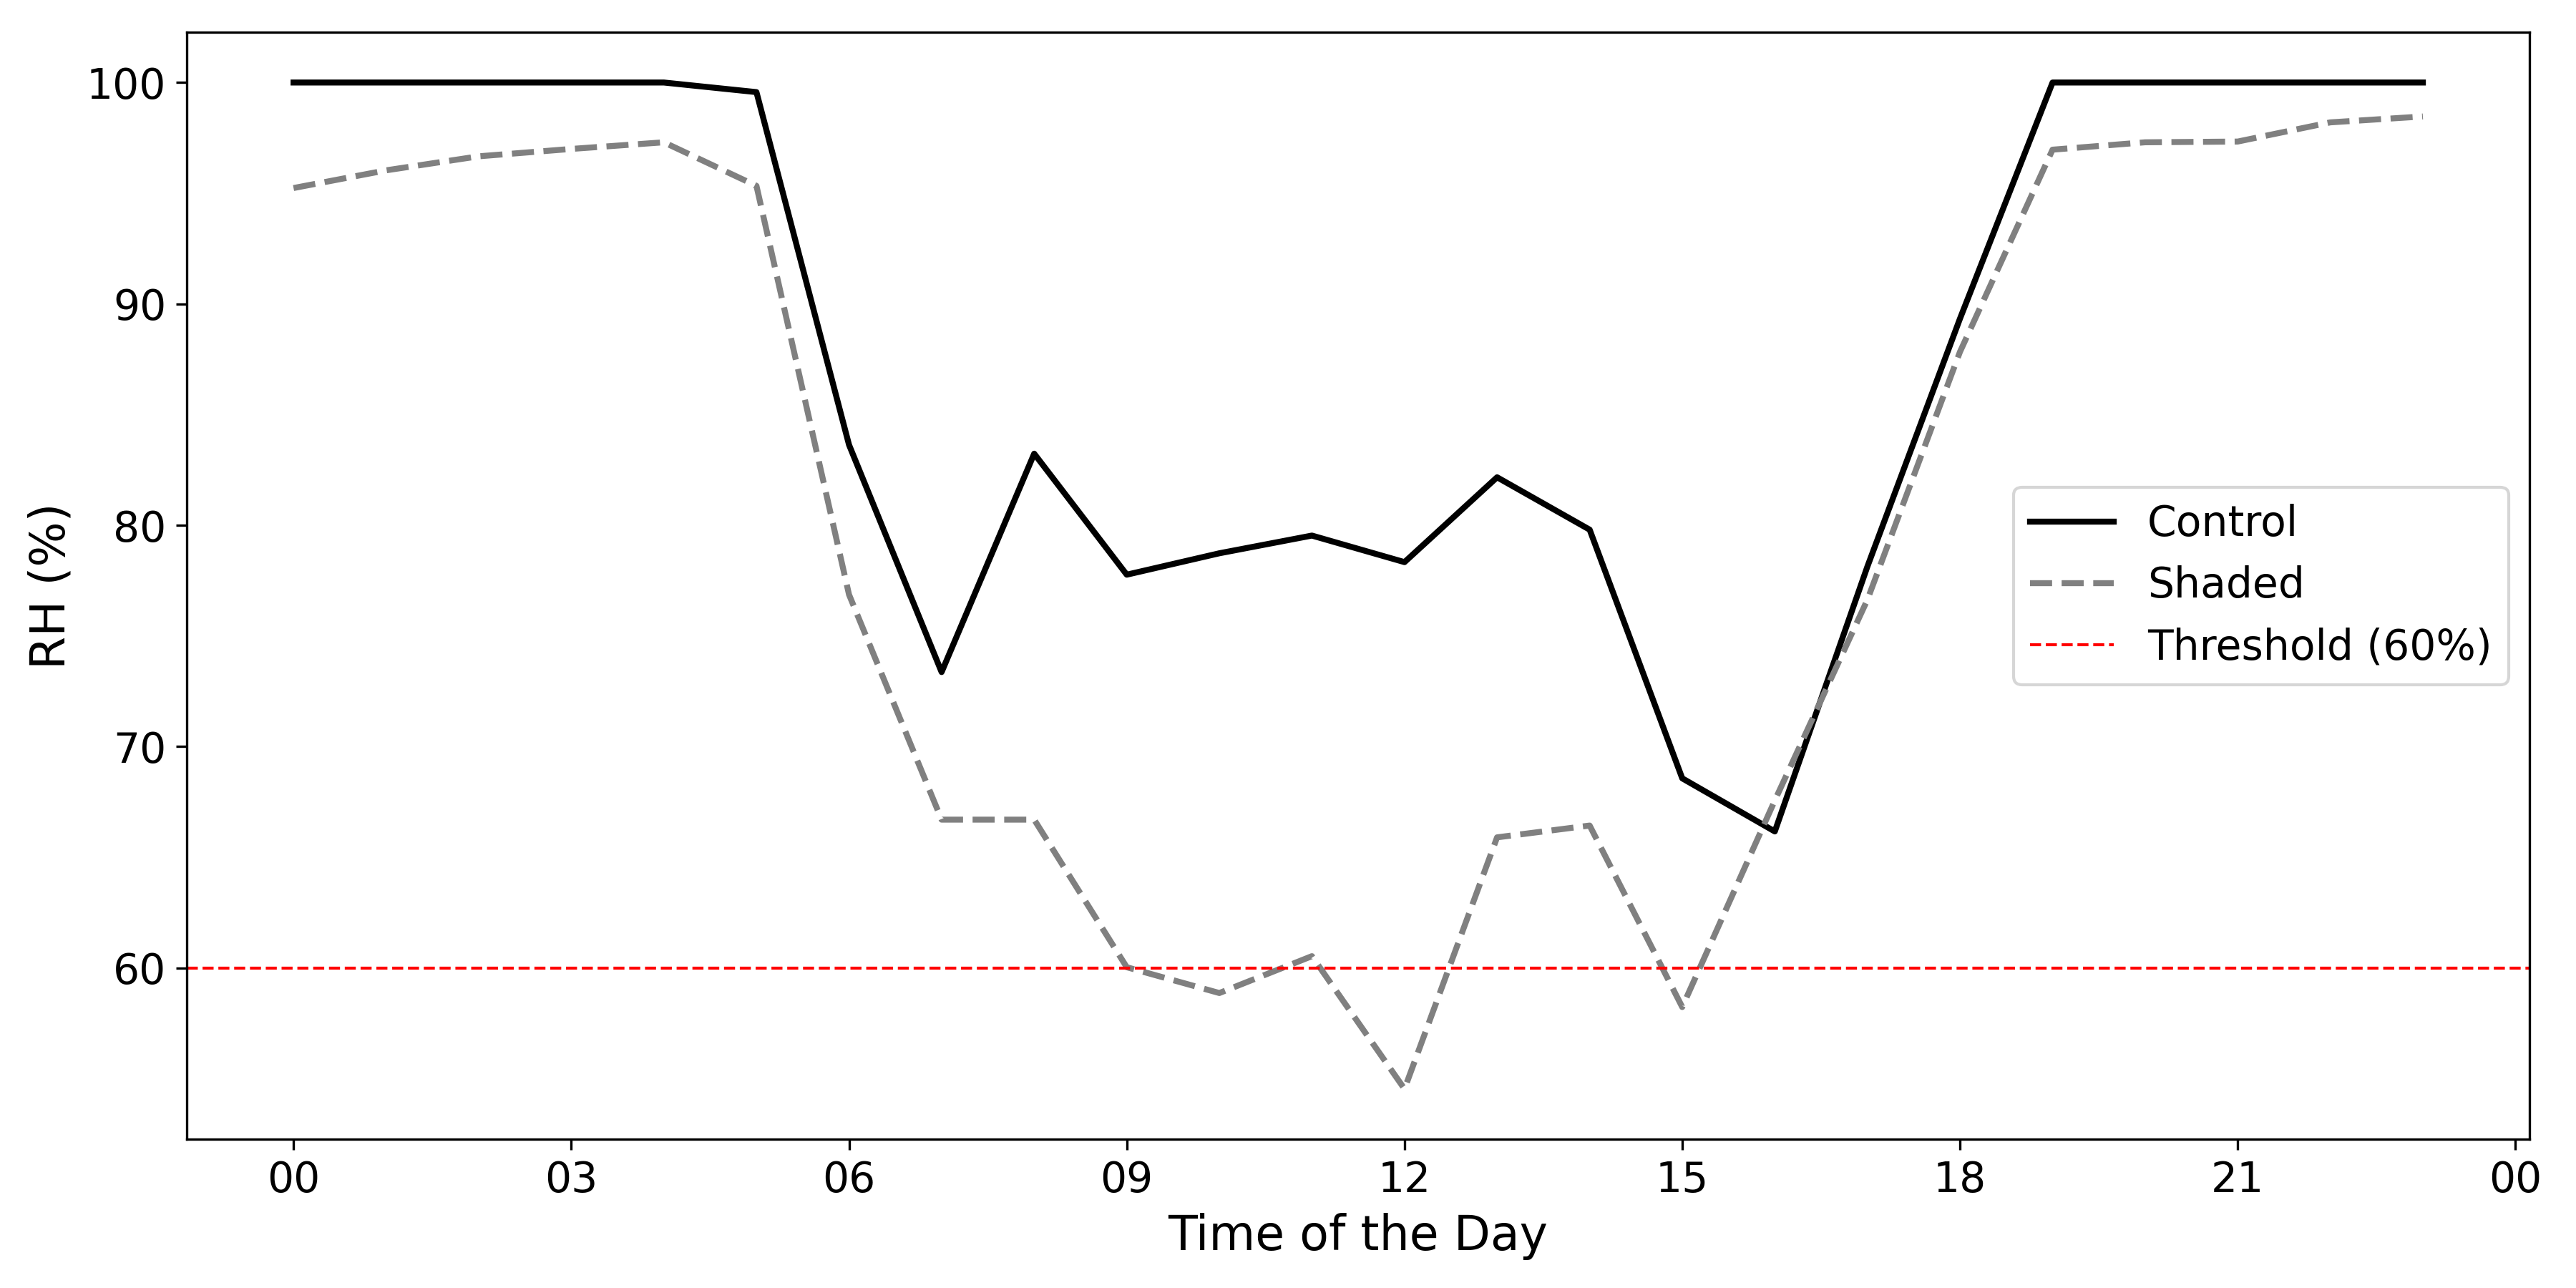 RH (%)
100
90
80
70
60
Control
Shaded
Threshold (60%)
00 03 06 09 12 15 18 21 00
Time of the Day